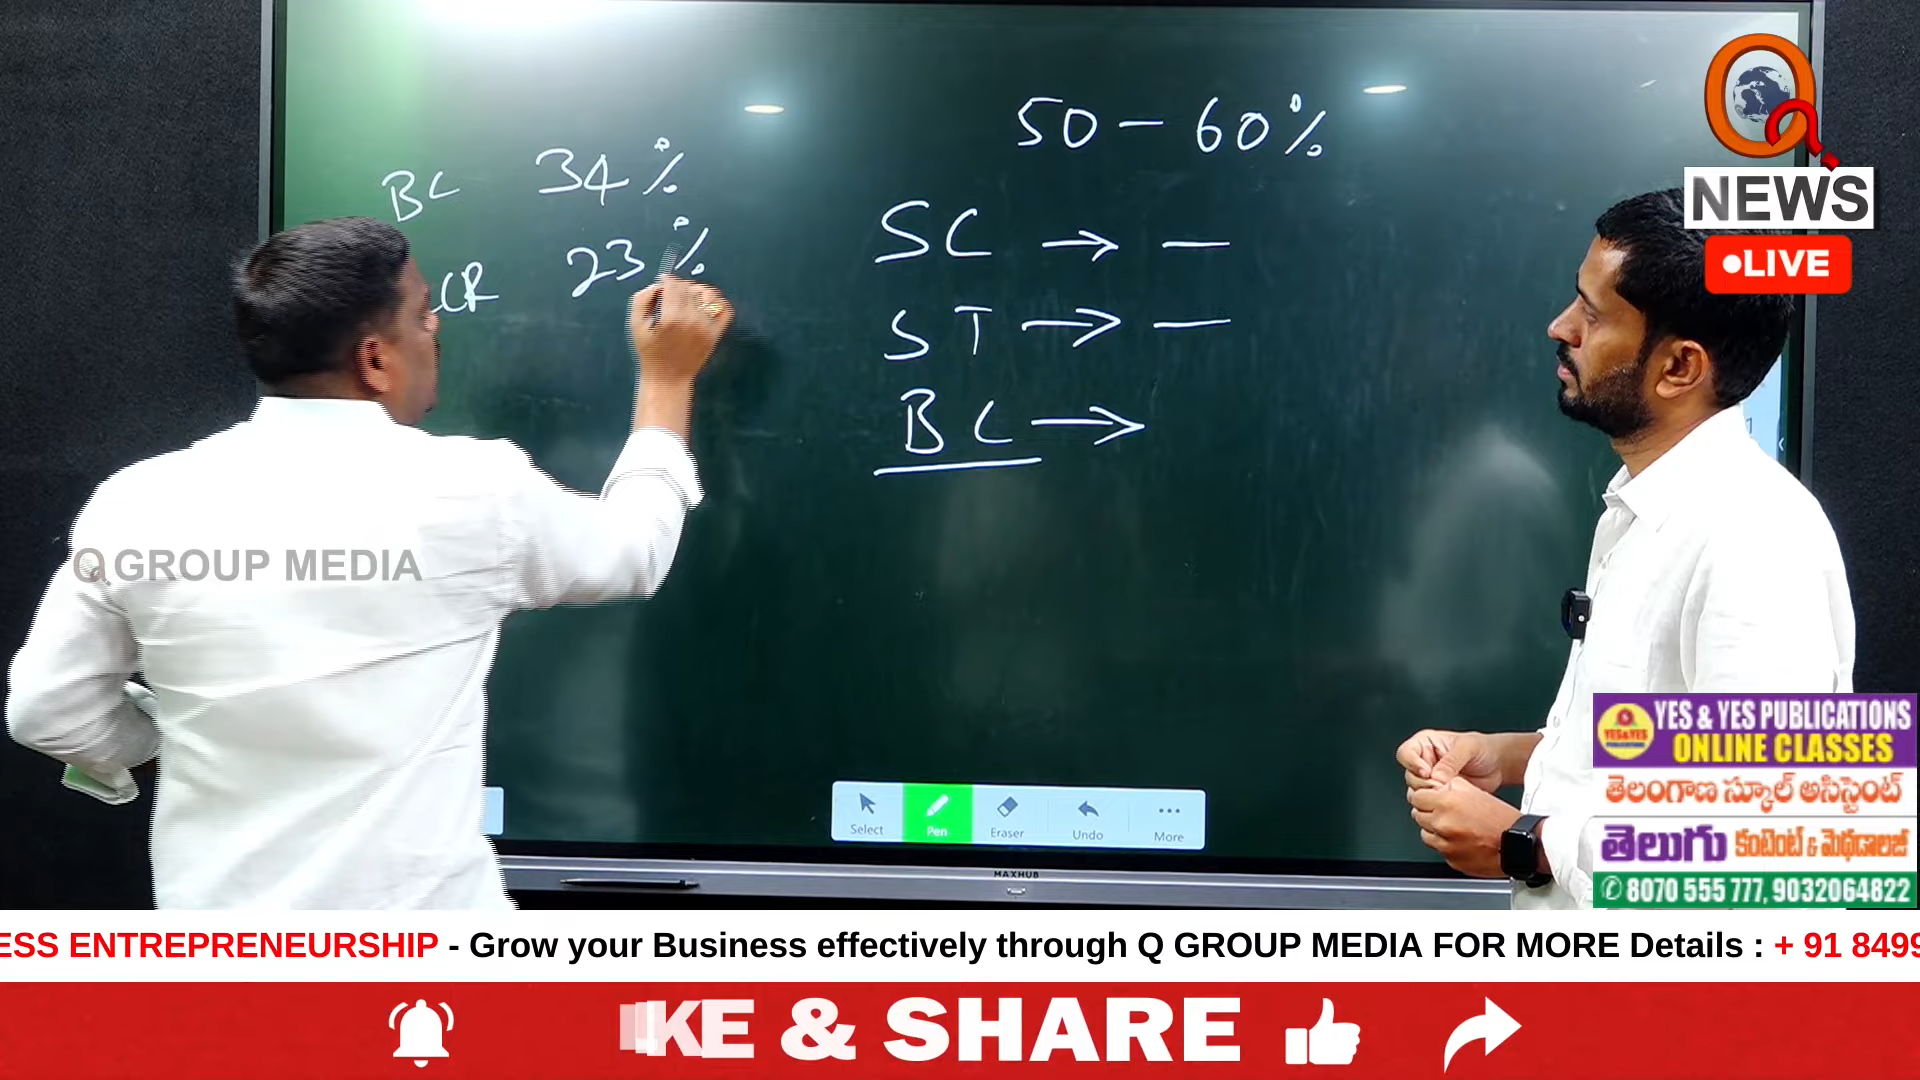 50 – 60%
BC 34%
CR 23%
SC → –
ST → –
BC →
Q NEWS
LIVE
Q GROUP MEDIA
YES & YES PUBLICATIONS
ONLINE CLASSES
తెలంగాణ స్కూల్ అసిస్టెంట్
తెలుగు కంటెంట్ & మెథడాలజీ
8070 555 777, 9032064822
Select Pen Eraser Undo More
MAXHUB
ESS ENTREPRENEURSHIP - Grow your Business effectively through Q GROUP MEDIA FOR MORE Details : + 91 8499
KE & SHARE